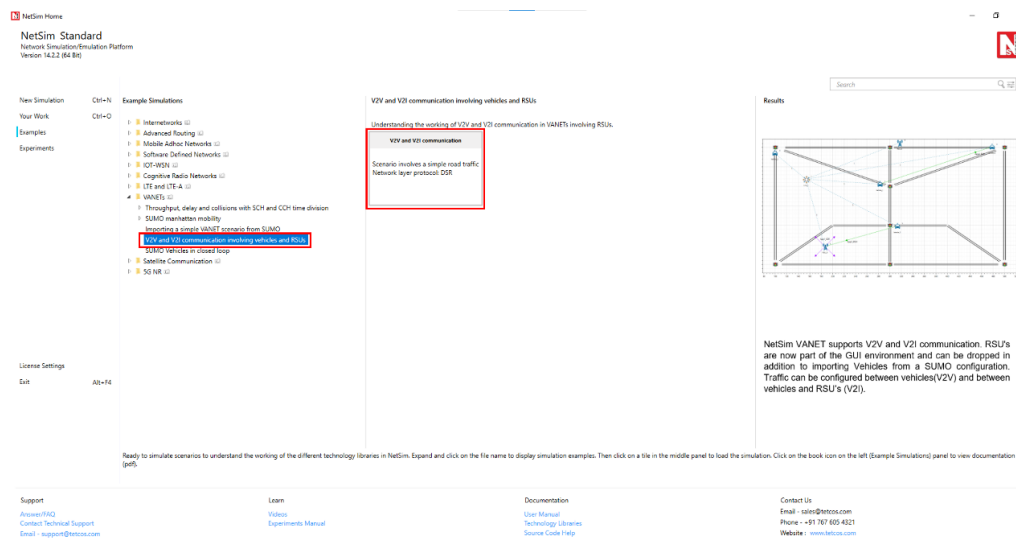 NetSim Home
NetSim Standard
Network Simulation/Emulation Platform
Version 14.2.2 (64 Bit)
Search
New Simulation Ctrl+N
Your Work Ctrl+O
Examples
Experiments
License Settings
Exit Alt+F4
Example Simulations
Internetworks
Advanced Routing
Mobile Adhoc Networks
Software Defined Networks
IOT-WSN
Cognitive Radio Networks
LTE and LTE-A
VANETs
Throughput, delay and collisions with SCH and CCH time division
SUMO manhattan mobility
Importing a simple VANET scenario from SUMO
V2V and V2I communication involving vehicles and RSUs
SUMO Vehicles in closed loop
Satellite Communication
5G NR
V2V and V2I communication involving vehicles and RSUs
Understanding the working of V2V and V2I communication in VANETs involving RSUs.
V2V and V2I communication
Scenario involves a simple road traffic
Network layer protocol: DSR
Results
NetSim VANET supports V2V and V2I communication. RSU's
are now part of the GUI environment and can be dropped in
addition to importing Vehicles from a SUMO configuration.
Traffic can be configured between vehicles(V2V) and between
vehicles and RSU's (V2I).
Ready to simulate scenarios to understand the working of the different technology libraries in NetSim. Expand and click on the file name to display simulation examples. Then click on a tile in the middle panel to load the simulation. Click on the book icon on the left (Example Simulations) panel to view documentation
(pdf).
Support
Answer/FAQ
Contact Technical Support
Email - support@tetcos.com
Learn
Videos
Experiments Manual
Documentation
User Manual
Technology Libraries
Source Code Help
Contact Us
Email - sales@tetcos.com
Phone - +91 767 605 4321
Website : www.tetcos.com